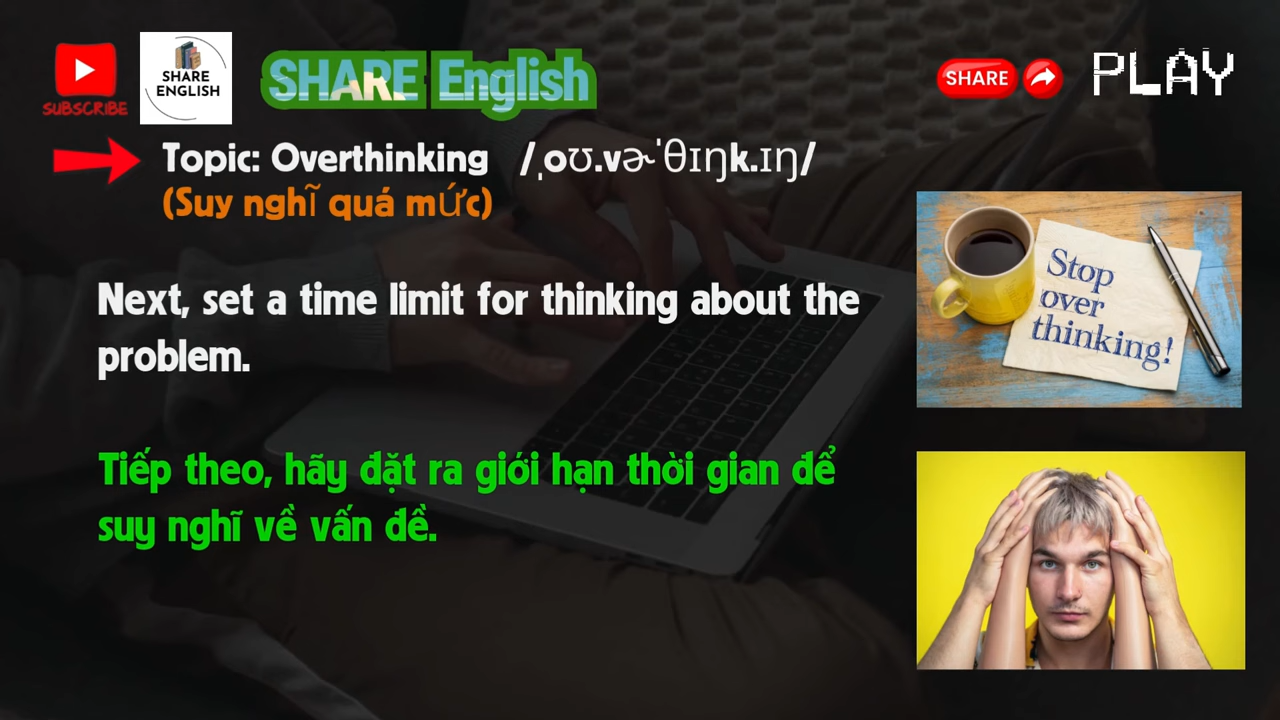 SUBSCRIBE
SHARE
ENGLISH
SHARE English
SHARE
PLAY
Topic: Overthinking /ˌoʊ.vɚˈθɪŋk.ɪŋ/
(Suy nghĩ quá mức)
Next, set a time limit for thinking about the
problem.
Tiếp theo, hãy đặt ra giới hạn thời gian để
suy nghĩ về vấn đề.
Stop
over
thinking!